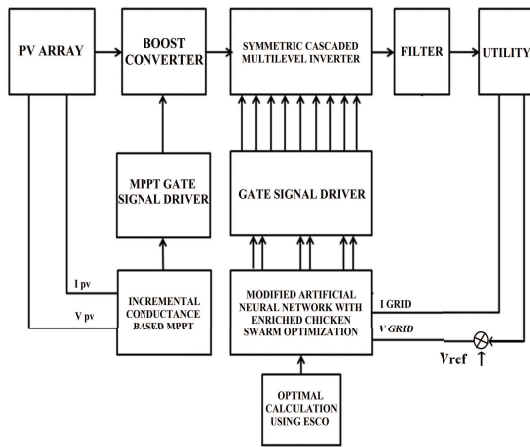 PV ARRAY
BOOST
CONVERTER
SYMMETRIC CASCADED
MULTILEVEL INVERTER
FILTER
UTILITY
MPPT GATE
SIGNAL DRIVER
GATE SIGNAL DRIVER
I pv
V pv
INCREMENTAL
CONDUCTANCE
BASED MPPT
MODIFIED ARTIFICIAL
NEURAL NETWORK WITH
ENRICHED CHICKEN
SWARM OPTIMIZATION
I GRID
V GRID
Vref
OPTIMAL
CALCULATION
USING ESCO